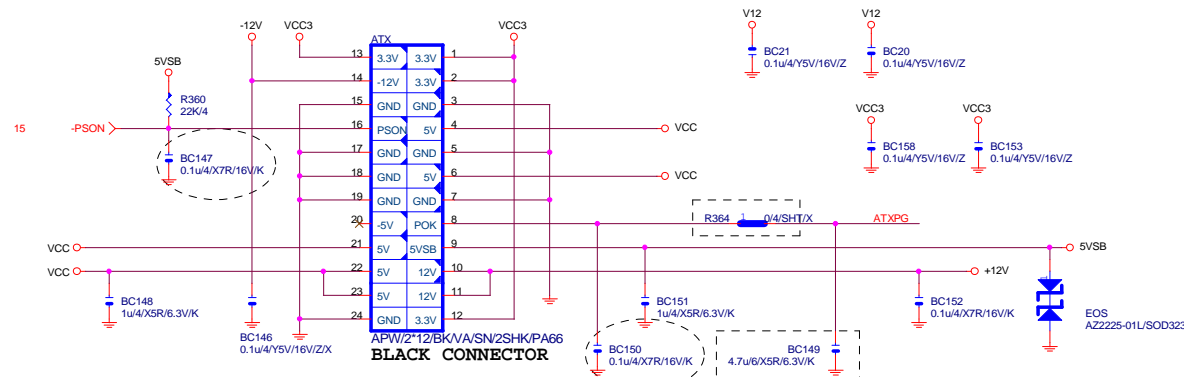 -12V VCC3 ATX VCC3 V12 V12
5VSB
R360
22K/4
15 -PSON
BC147
0.1u/4/X7R/16V/K
13 3.3V 3.3V 1
14 -12V 3.3V 2
15 GND GND 3
16 PSON 5V 4 VCC
17 GND GND 5
18 GND 5V 6 VCC
19 GND GND 7
20 -5V POK 8
21 5V 5VSB 9
22 5V 12V 10
23 5V 12V 11
24 GND 3.3V 12
APW/2*12/BK/VA/SN/2SHK/PA66
BLACK CONNECTOR
VCC
VCC
BC148
1u/4/X5R/6.3V/K
BC146
0.1u/4/Y5V/16V/Z/X
BC21
0.1u/4/Y5V/16V/Z
BC20
0.1u/4/Y5V/16V/Z
VCC3 VCC3
BC158
0.1u/4/Y5V/16V/Z
BC153
0.1u/4/Y5V/16V/Z
R364 1 0/4/SHT/X ATXPG
5VSB
+12V
BC151
1u/4/X5R/6.3V/K
BC152
0.1u/4/X7R/16V/K
EOS
AZ2225-01L/SOD323
BC150
0.1u/4/X7R/16V/K
BC149
4.7u/6/X5R/6.3V/K